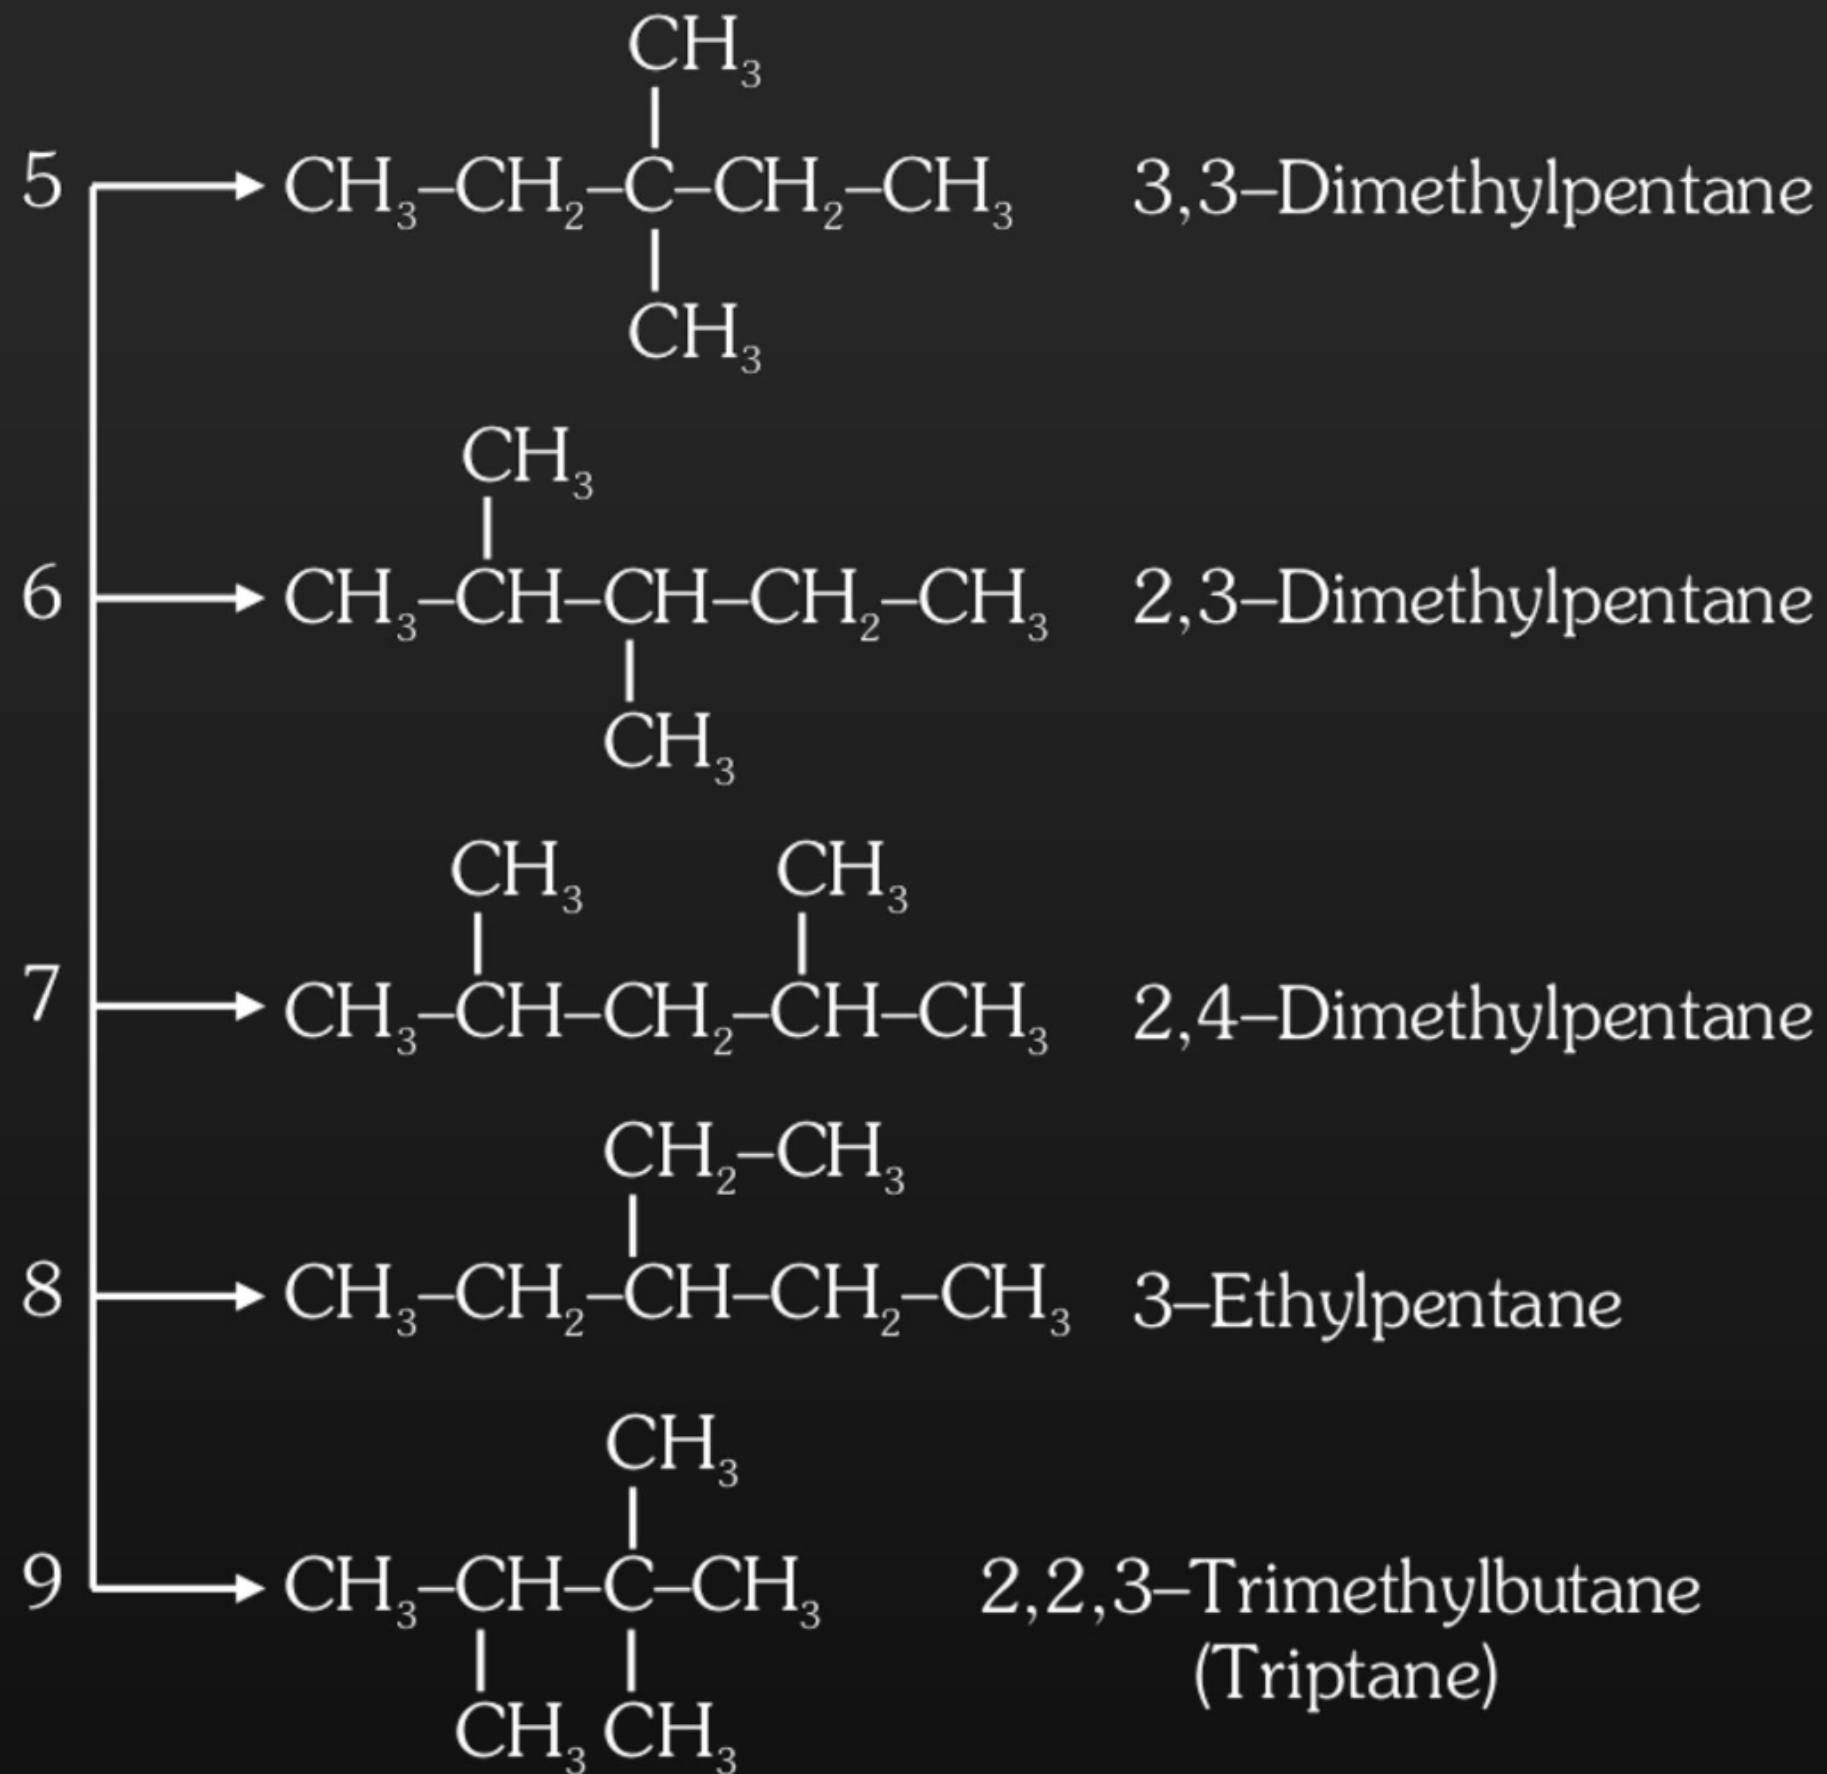 CH₃
5 CH₃–CH₂–C–CH₂–CH₃ 3,3–Dimethylpentane
CH₃
CH₃
6 CH₃–CH–CH–CH₂–CH₃ 2,3–Dimethylpentane
CH₃
CH₃ CH₃
7 CH₃–CH–CH₂–CH–CH₃ 2,4–Dimethylpentane
CH₂–CH₃
8 CH₃–CH₂–CH–CH₂–CH₃ 3–Ethylpentane
CH₃
9 CH₃–CH–C–CH₃ 2,2,3–Trimethylbutane
(Triptane)
CH₃ CH₃